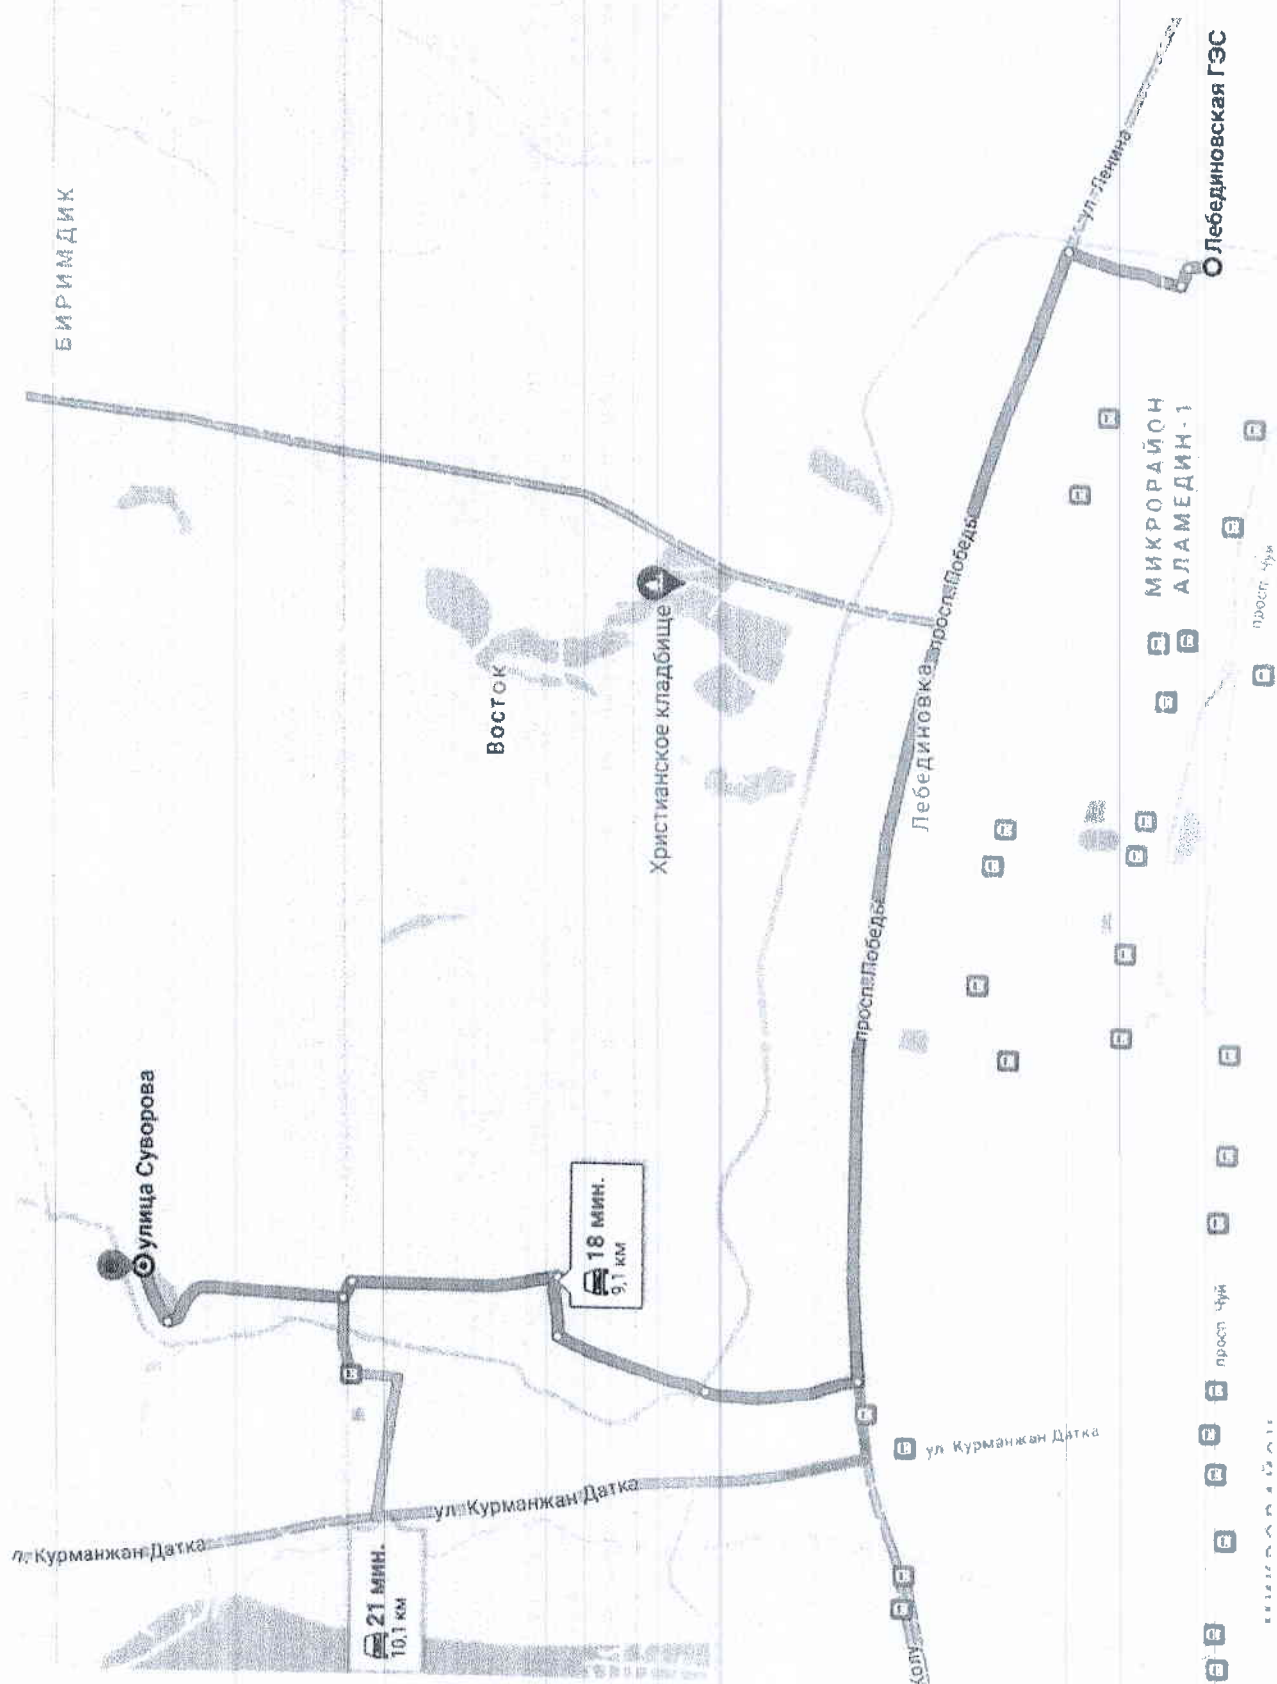 БИРИМДИК
улица Суворова
Восток
Христианское кладбище
18 мин.
9,1 км
21 мин.
10,1 км
л. Курманжан Датка
ул. Курманжан Датка
ул Курманжан Датка
просп. Победы
Лебединовка
просп. Победы
ул. Ленина
Лебединовская ГЭС
МИКРОРАЙОН
АЛАМЕДИН-1
просп Чуй
просп Чуй